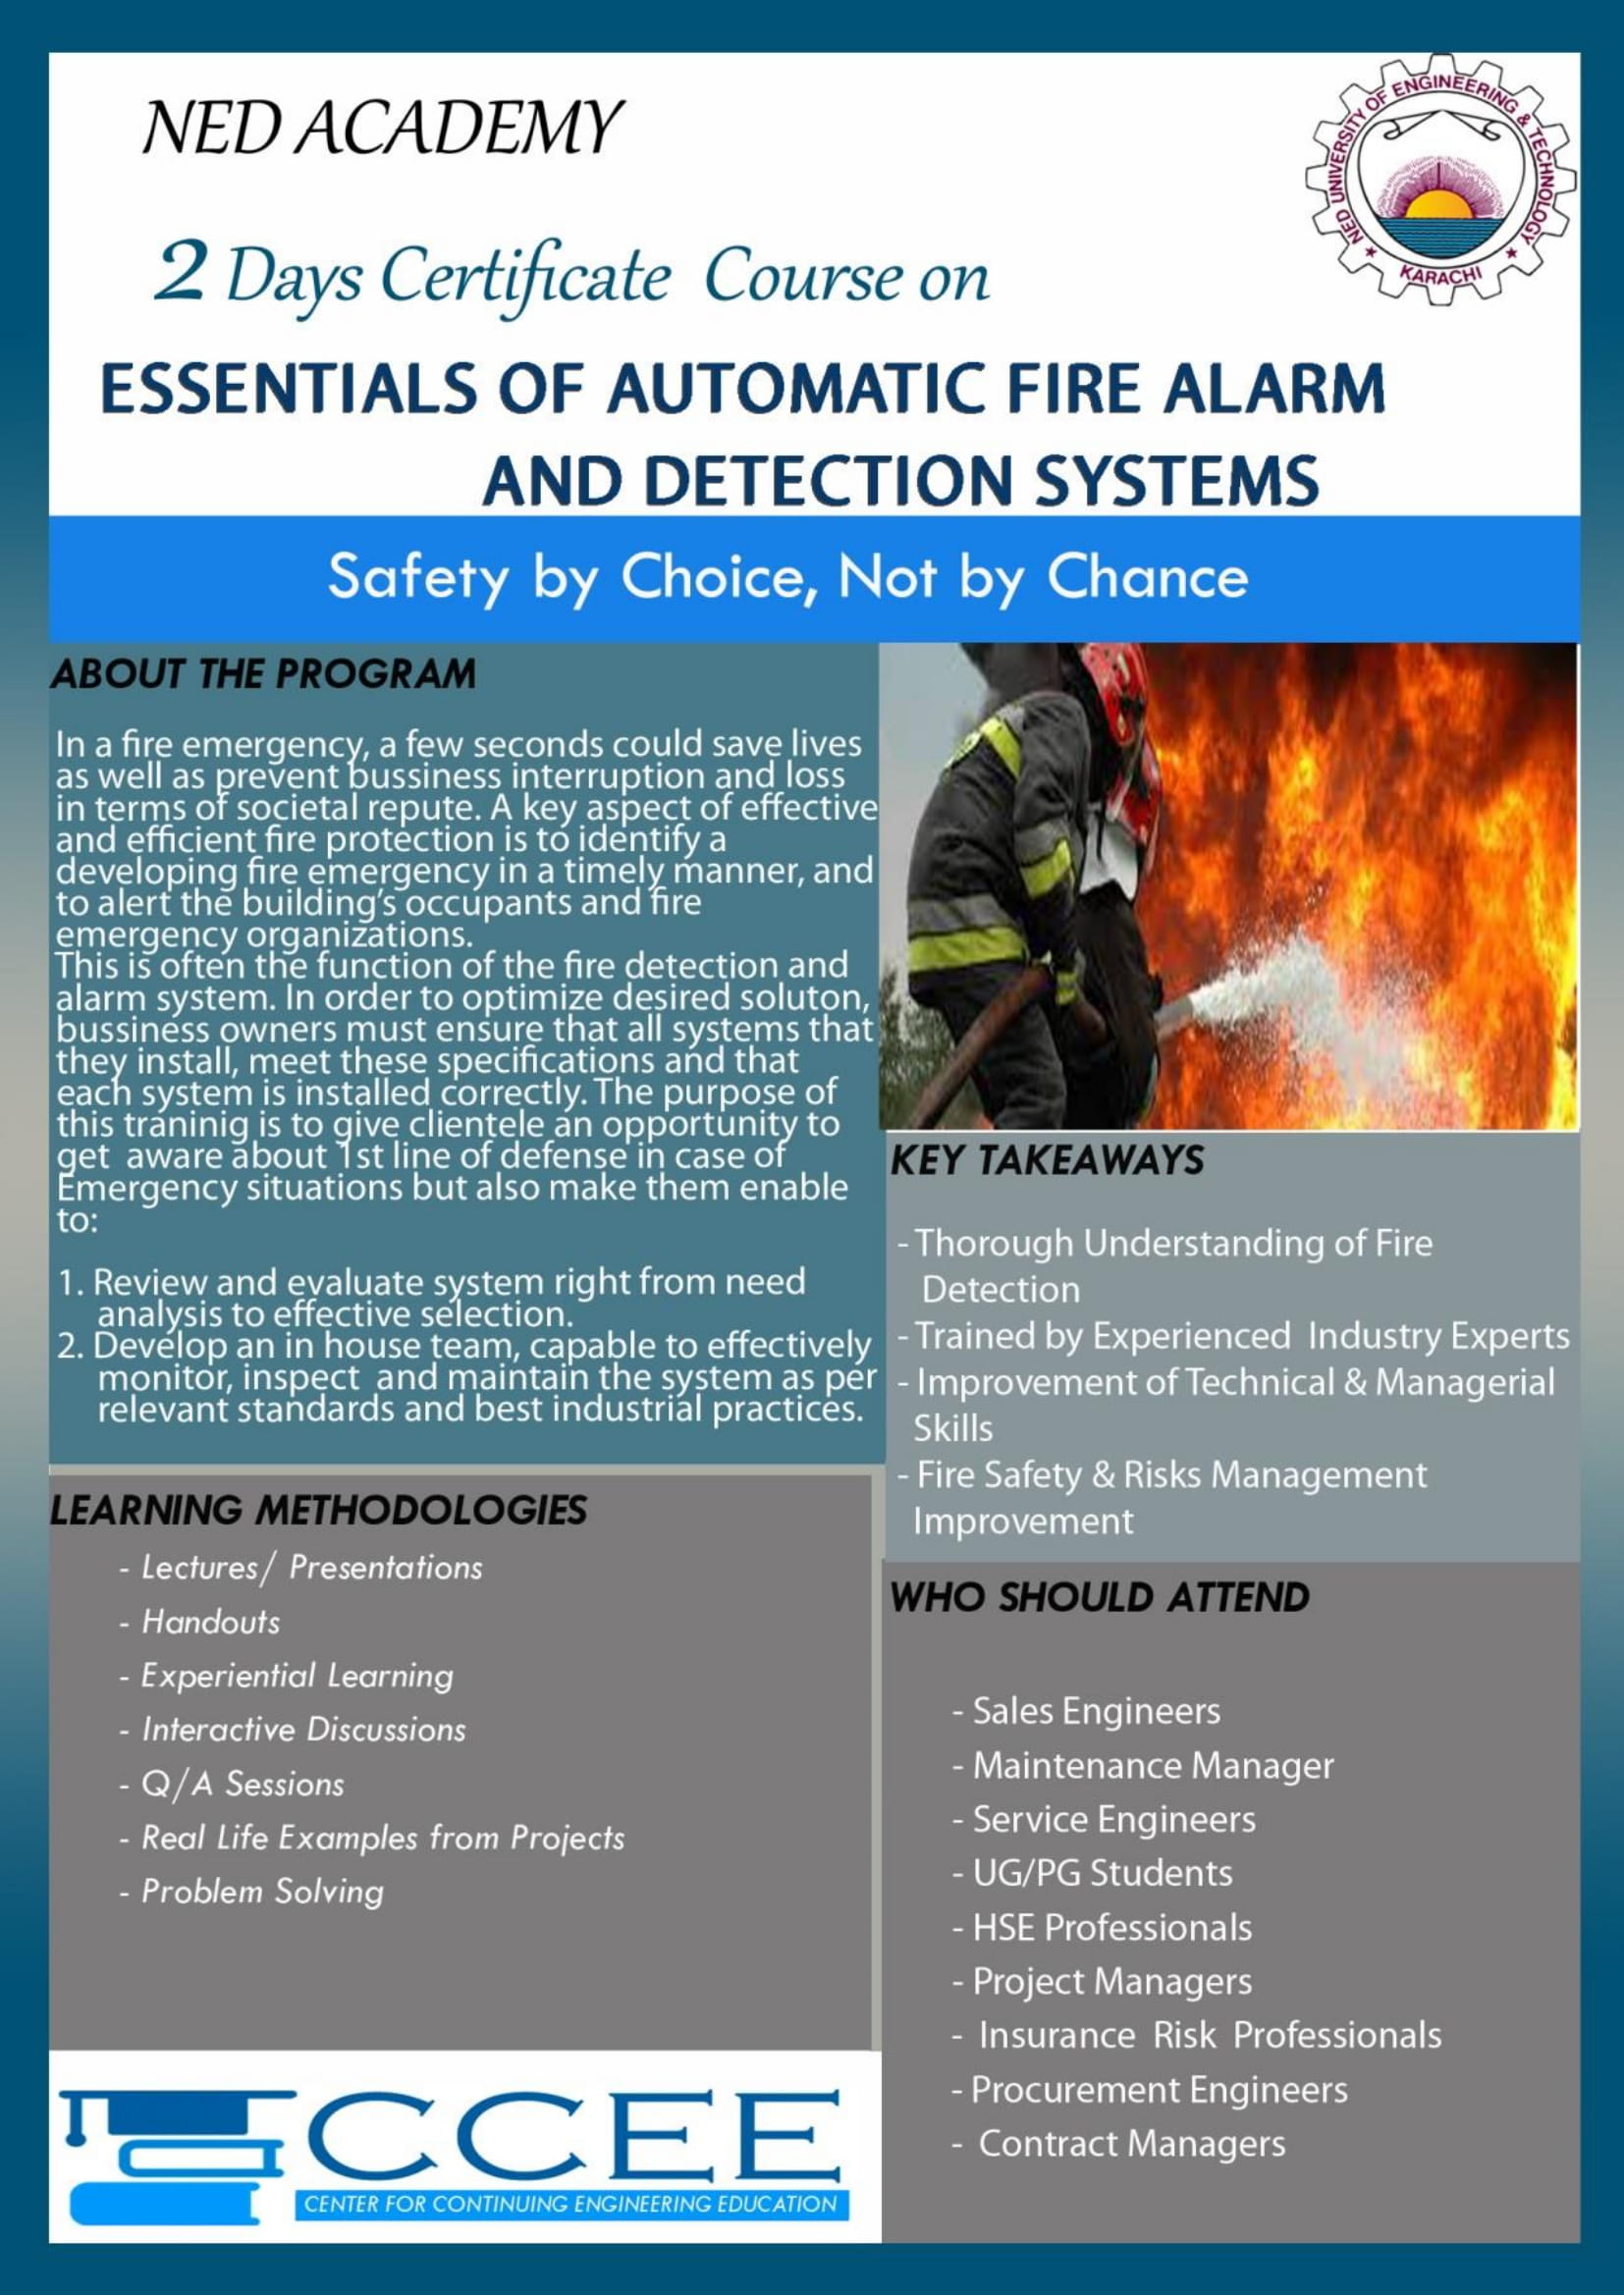 NED ACADEMY
NED UNIVERSITY OF ENGINEERING & TECHNOLOGY
KARACHI
2 Days Certificate Course on
ESSENTIALS OF AUTOMATIC FIRE ALARM
AND DETECTION SYSTEMS
Safety by Choice, Not by Chance
ABOUT THE PROGRAM
In a fire emergency, a few seconds could save lives
as well as prevent bussiness interruption and loss
in terms of societal repute. A key aspect of effective
and efficient fire protection is to identify a
developing fire emergency in a timely manner, and
to alert the building's occupants and fire
emergency organizations.
This is often the function of the fire detection and
alarm system. In order to optimize desired soluton,
bussiness owners must ensure that all systems that
they install, meet these specifications and that
each system is installed correctly. The purpose of
this traninig is to give clientele an opportunity to
get aware about 1st line of defense in case of
Emergency situations but also make them enable
to:
1. Review and evaluate system right from need
analysis to effective selection.
2. Develop an in house team, capable to effectively
monitor, inspect and maintain the system as per
relevant standards and best industrial practices.
KEY TAKEAWAYS
- Thorough Understanding of Fire
Detection
- Trained by Experienced Industry Experts
- Improvement of Technical & Managerial
Skills
- Fire Safety & Risks Management
Improvement
LEARNING METHODOLOGIES
- Lectures/ Presentations
- Handouts
- Experiential Learning
- Interactive Discussions
- Q/A Sessions
- Real Life Examples from Projects
- Problem Solving
WHO SHOULD ATTEND
- Sales Engineers
- Maintenance Manager
- Service Engineers
- UG/PG Students
- HSE Professionals
- Project Managers
- Insurance Risk Professionals
- Procurement Engineers
- Contract Managers
CCEE
CENTER FOR CONTINUING ENGINEERING EDUCATION